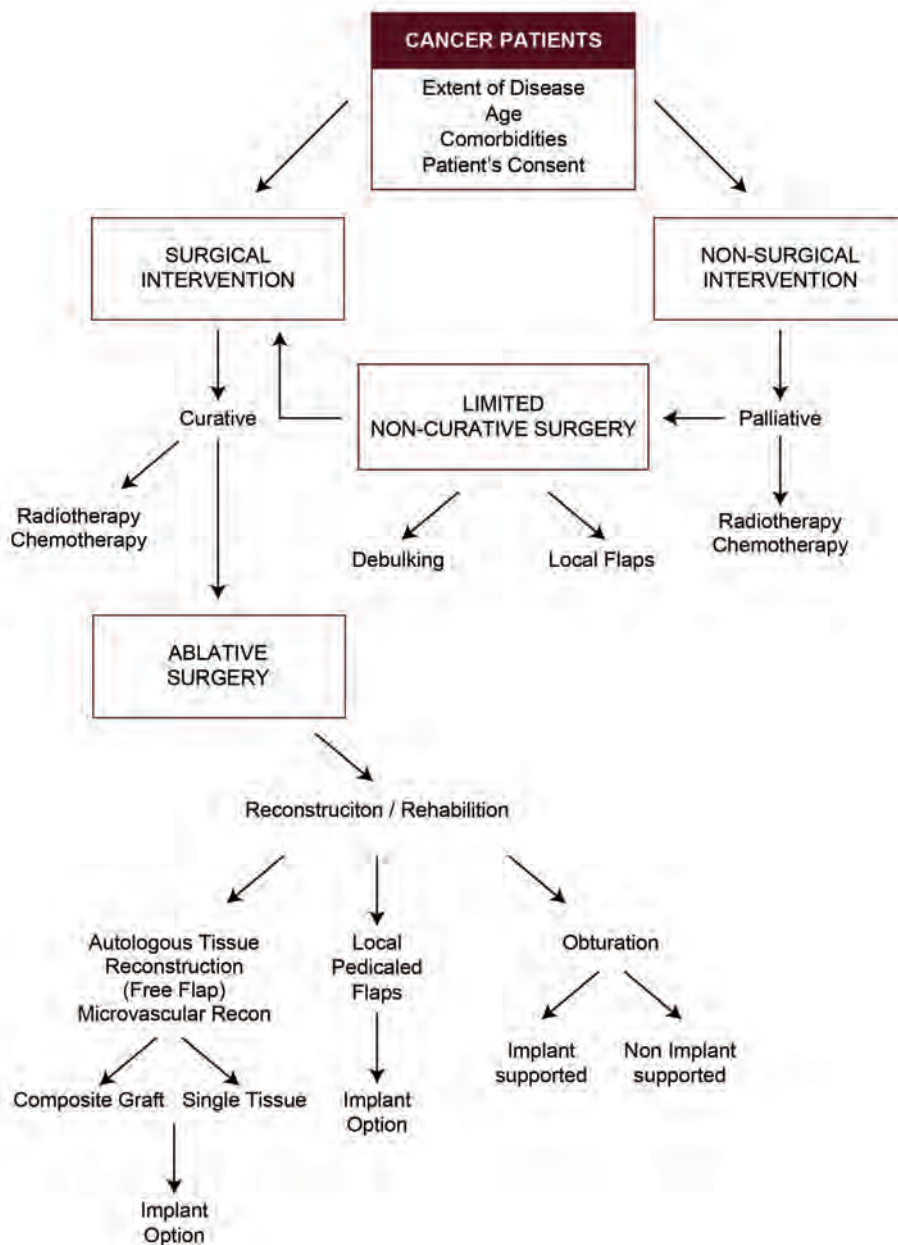 CANCER PATIENTS
Extent of Disease
Age
Comorbidities
Patient's Consent
SURGICAL
INTERVENTION
NON-SURGICAL
INTERVENTION
LIMITED
NON-CURATIVE SURGERY
Curative
Palliative
Radiotherapy
Chemotherapy
Debulking
Local Flaps
Radiotherapy
Chemotherapy
ABLATIVE
SURGERY
Reconstruciton / Rehabilition
Autologous Tissue
Reconstruction
(Free Flap)
Microvascular Recon
Local
Pedicaled
Flaps
Obturation
Implant
supported
Non Implant
supported
Composite Graft
Single Tissue
Implant
Option
Implant
Option